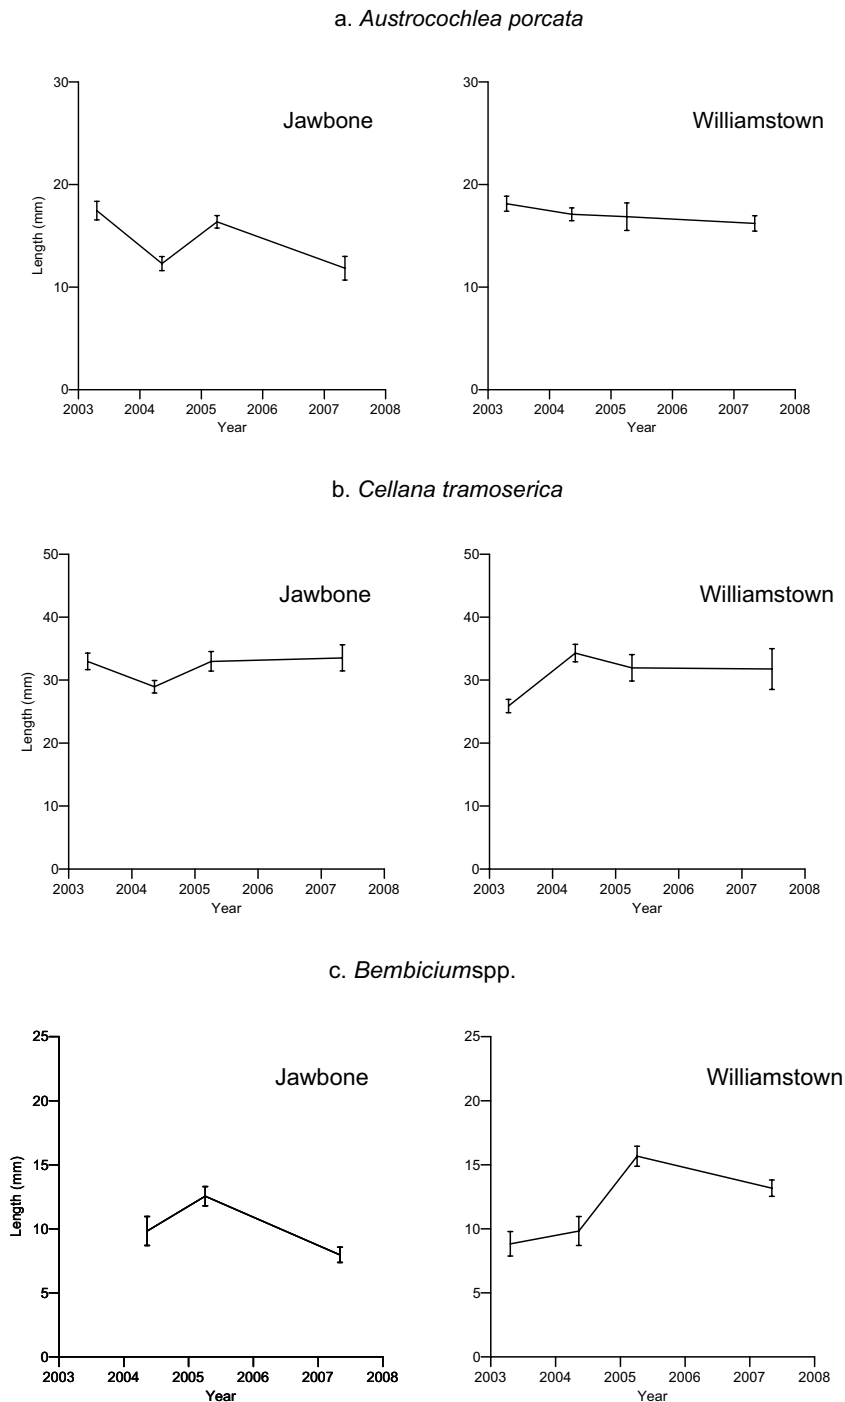 a. Austrocochlea porcata
30
20
10
0
Length (mm)
Jawbone
2003 2004 2005 2006 2007 2008
Year
30
20
10
0
Williamstown
2003 2004 2005 2006 2007 2008
Year
b. Cellana tramoserica
50
40
30
20
10
0
Length (mm)
Jawbone
2003 2004 2005 2006 2007 2008
Year
50
40
30
20
10
0
Williamstown
2003 2004 2005 2006 2007 2008
Year
c. Bembiciumspp.
25
20
15
10
5
0
Length (mm)
Jawbone
2003 2004 2005 2006 2007 2008
Year
25
20
15
10
5
0
Williamstown
2003 2004 2005 2006 2007 2008
Year